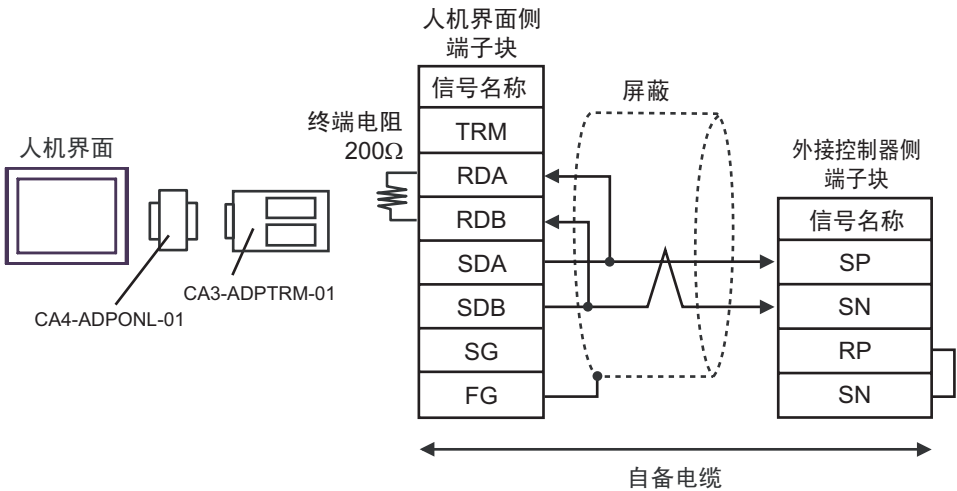 人机界面
CA4-ADPONL-01
CA3-ADPTRM-01
终端电阻
200Ω
人机界面侧
端子块
信号名称
TRM
RDA
RDB
SDA
SDB
SG
FG
屏蔽
外接控制器侧
端子块
信号名称
SP
SN
RP
SN
自备电缆